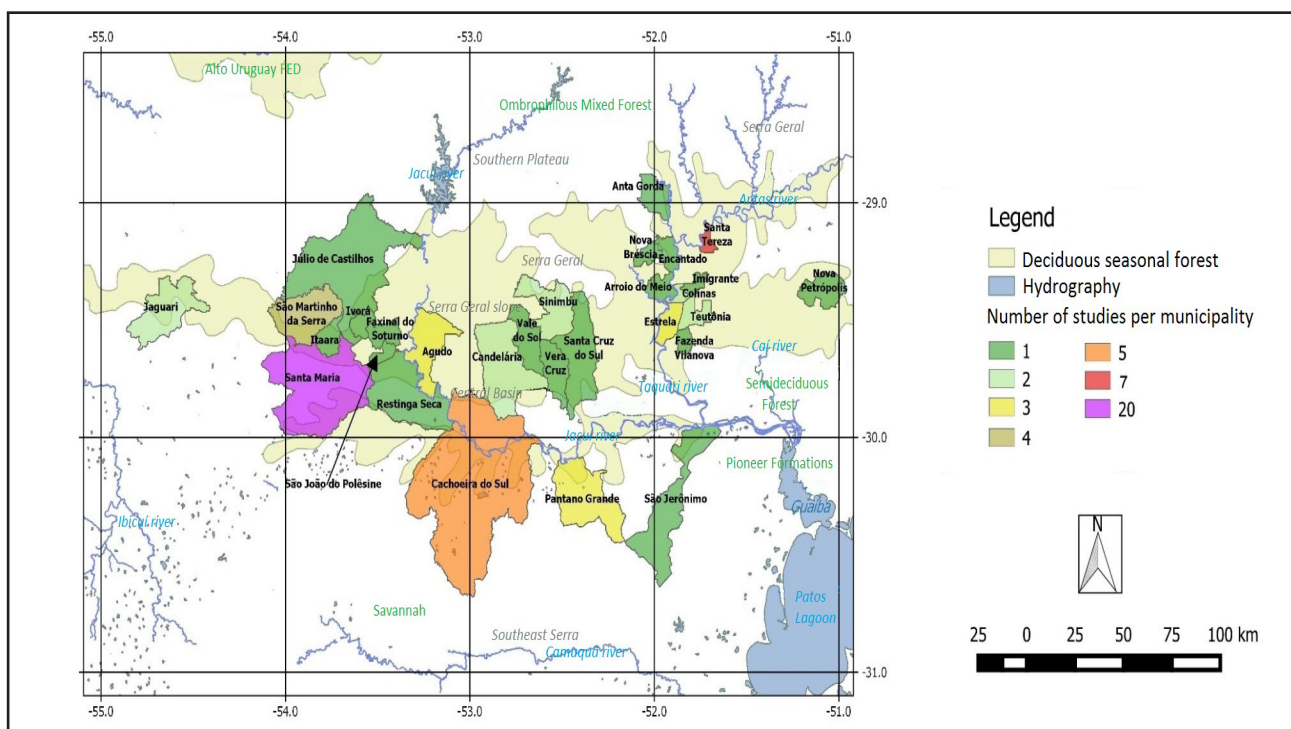 -55.0
-54.0
-53.0
-52.0
-51.0
Alto Uruguay FED
Ombrophilous Mixed Forest
Serra Geral
Southern Plateau
Jacuí river
Anta Gorda
Antas river
-29.0
Santa
Tereza
Nova
Bréscia
Encantado
Júlio de Castilhos
Serra Geral
Imigrante
Nova
Petrópolis
Arroio do Meio
Colinas
Jaguari
São Martinho
da Serra
Ivorá
Serra Geral slope
Sinimbu
Teutônia
Faxinal do
Soturno
Vale
do Sol
Estrela
Itaara
Agudo
Candelária
Santa Cruz
do Sul
Fazenda
Vilanova
Caí river
Vera
Cruz
Santa Maria
Taquari river
Semideciduous
Forest
Restinga Seca
Central Basin
Jacuí river
-30.0
Pioneer Formations
São João do Polêsine
Cachoeira do Sul
Pantano Grande
São Jerônimo
Guaíba
Ibicuí river
Patos
Lagoon
Savannah
Southeast Serra
Camaquã river
-31.0
-55.0
-54.0
-53.0
-52.0
-51.0
Legend
Deciduous seasonal forest
Hydrography
Number of studies per municipality
1
5
2
7
3
20
4
N
25 0 25 50 75 100 km